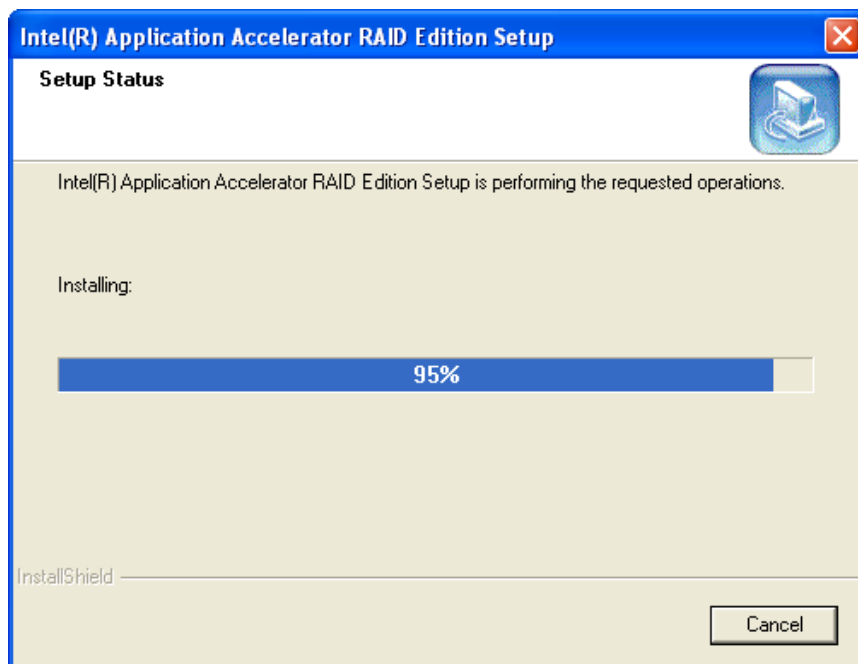 Intel(R) Application Accelerator RAID Edition Setup
Setup Status
Intel(R) Application Accelerator RAID Edition Setup is performing the requested operations.
Installing:
95%
InstallShield
Cancel